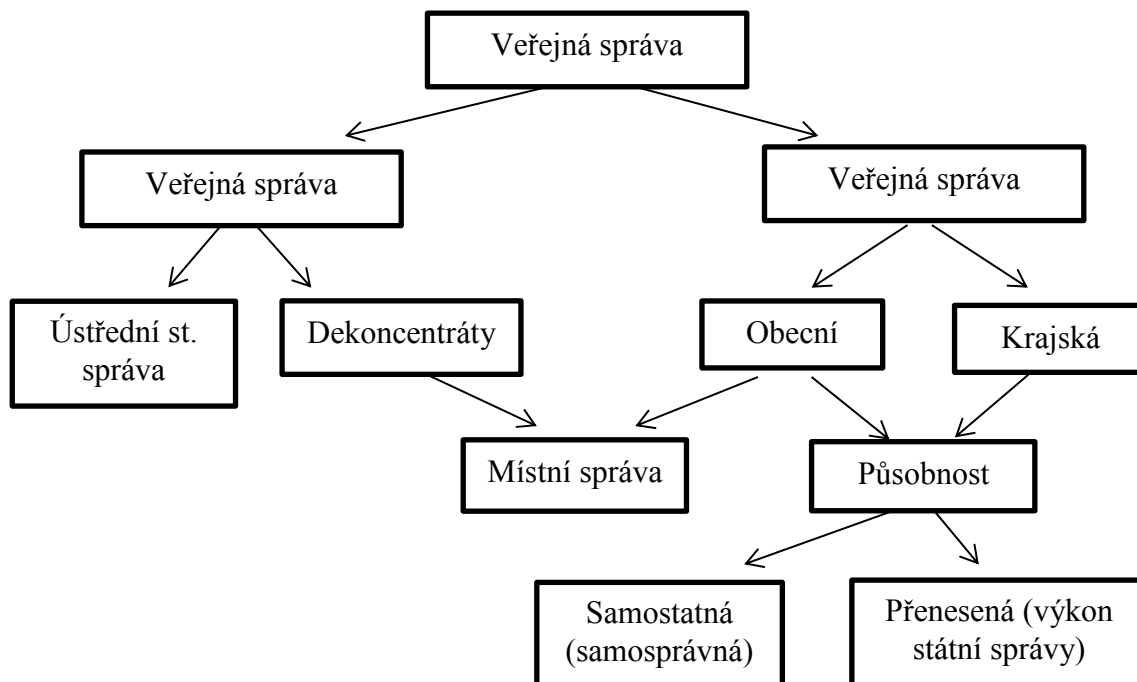 Veřejná správa
Veřejná správa
Veřejná správa
Ústřední st.
správa
Dekoncentráty
Obecní
Krajská
Místní správa
Působnost
Samostatná
(samosprávná)
Přenesená (výkon
státní správy)